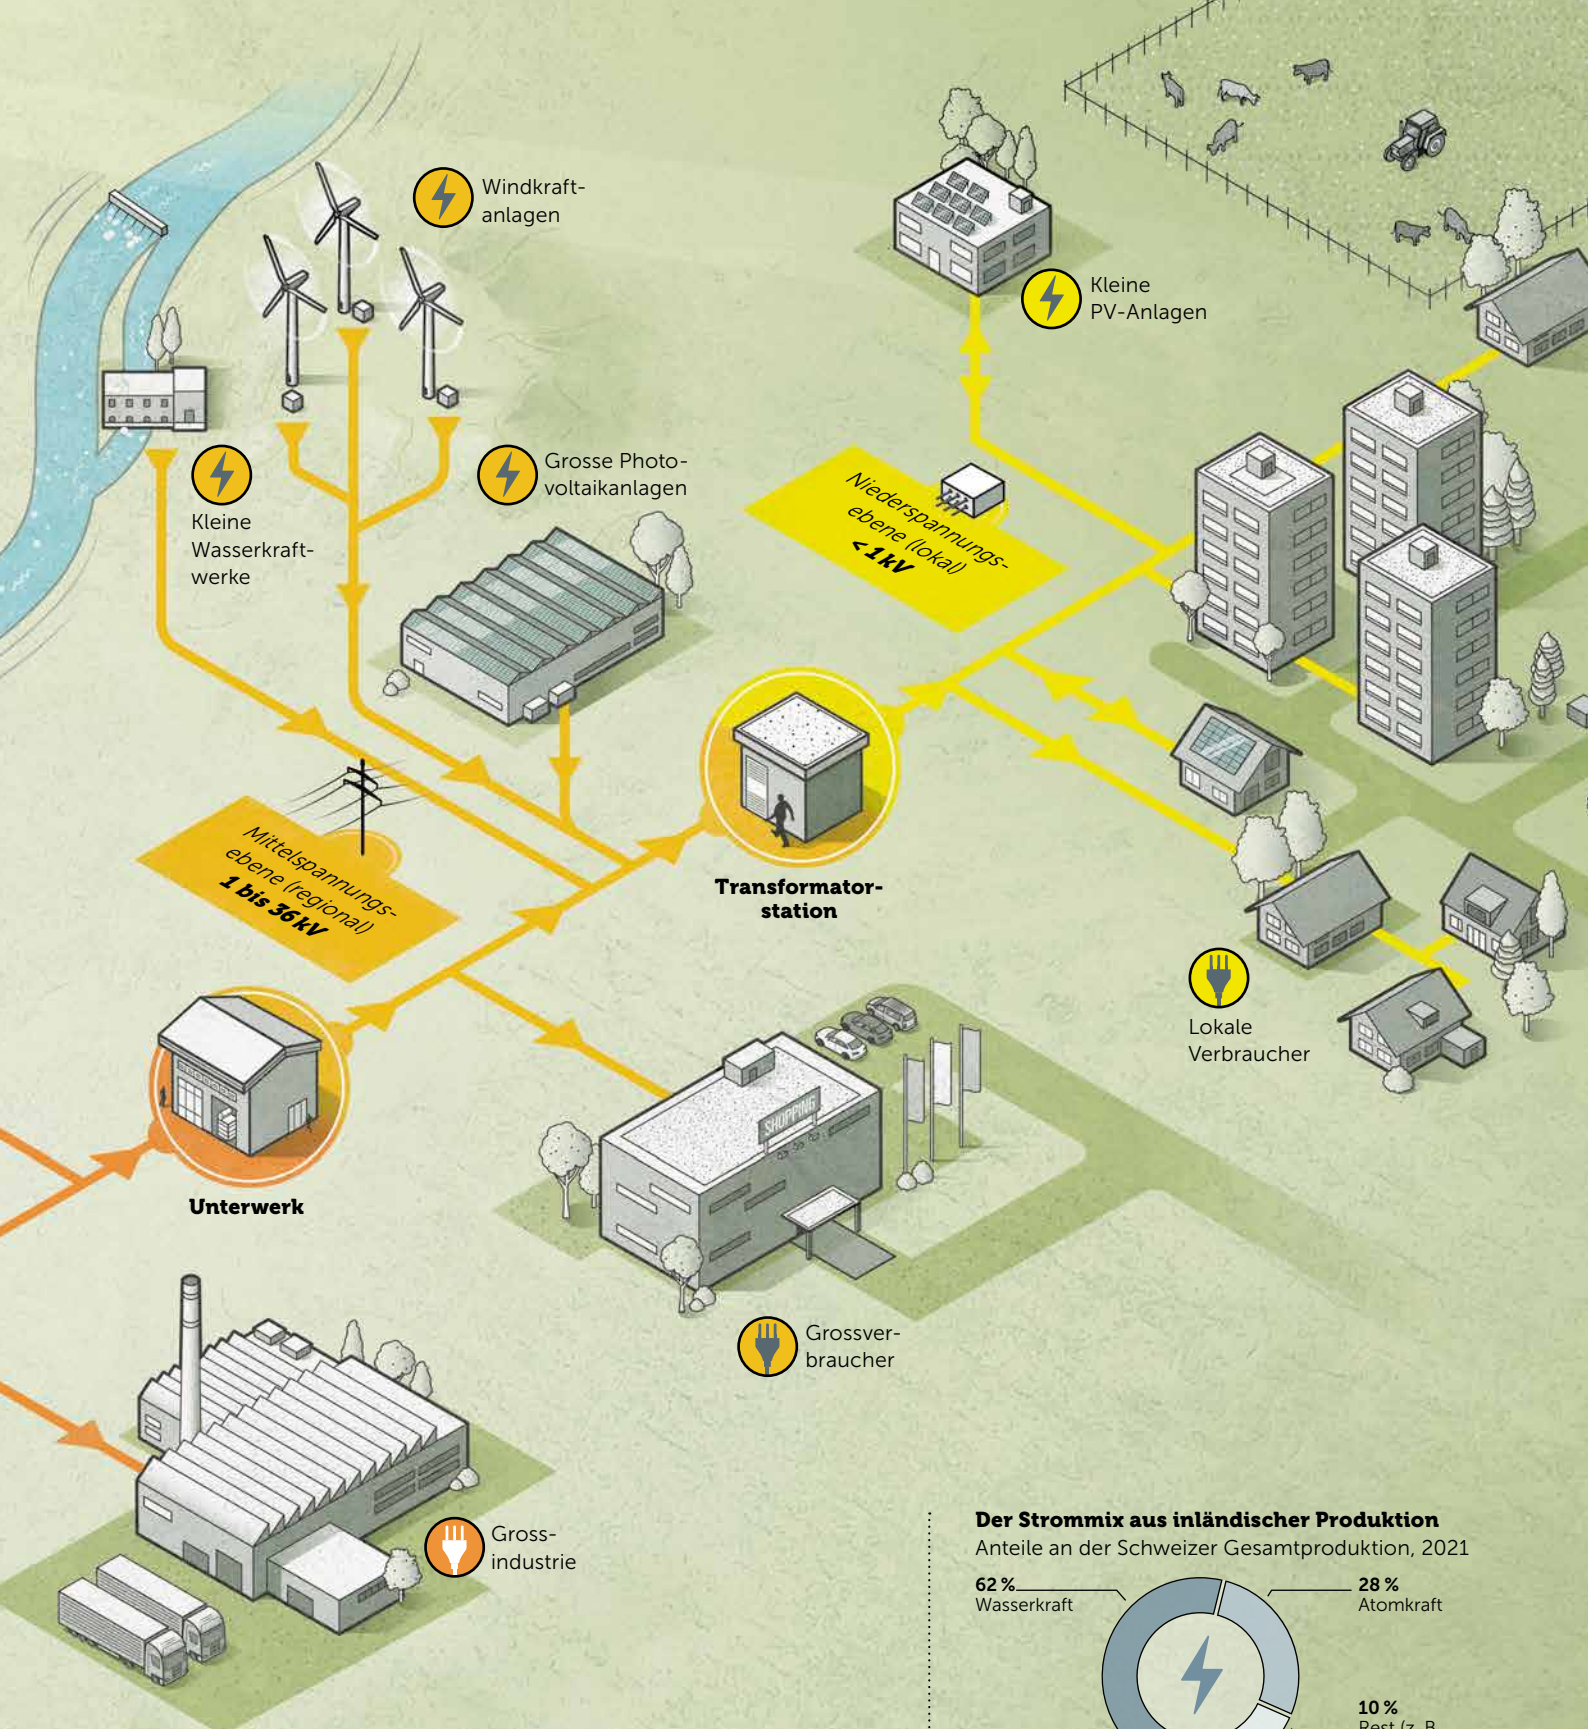 Windkraft-
anlagen
Kleine
PV-Anlagen
Grosse Photo-
voltaikanlagen
Kleine
Wasserkraft-
werke
Niederspannungs-
ebene (lokal)
< 1 kV
Mittelspannungs-
ebene (regional)
1 bis 36 kV
Transformator-
station
Lokale
Verbraucher
Unterwerk
SHOPPING
Grossver-
braucher
Gross-
industrie
Der Strommix aus inländischer Produktion
Anteile an der Schweizer Gesamtproduktion, 2021
62 %
Wasserkraft
28 %
Atomkraft
10 %
Rest (z. B.